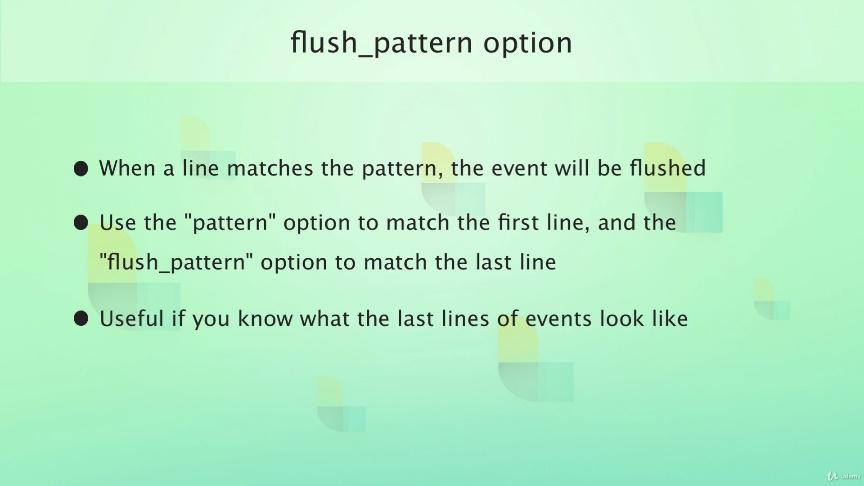 flush_pattern option
● When a line matches the pattern, the event will be flushed
● Use the "pattern" option to match the first line, and the
"flush_pattern" option to match the last line
● Useful if you know what the last lines of events look like
udemy